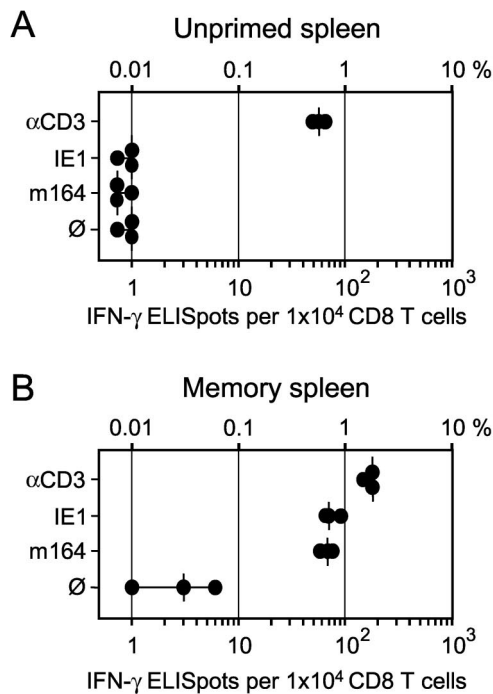 A
Unprimed spleen
0.01 0.1 1 10 %
αCD3
IE1
m164
Ø
1 10 10² 10³
IFN-γ ELISpots per 1x10⁴ CD8 T cells
B
Memory spleen
0.01 0.1 1 10 %
αCD3
IE1
m164
Ø
1 10 10² 10³
IFN-γ ELISpots per 1x10⁴ CD8 T cells